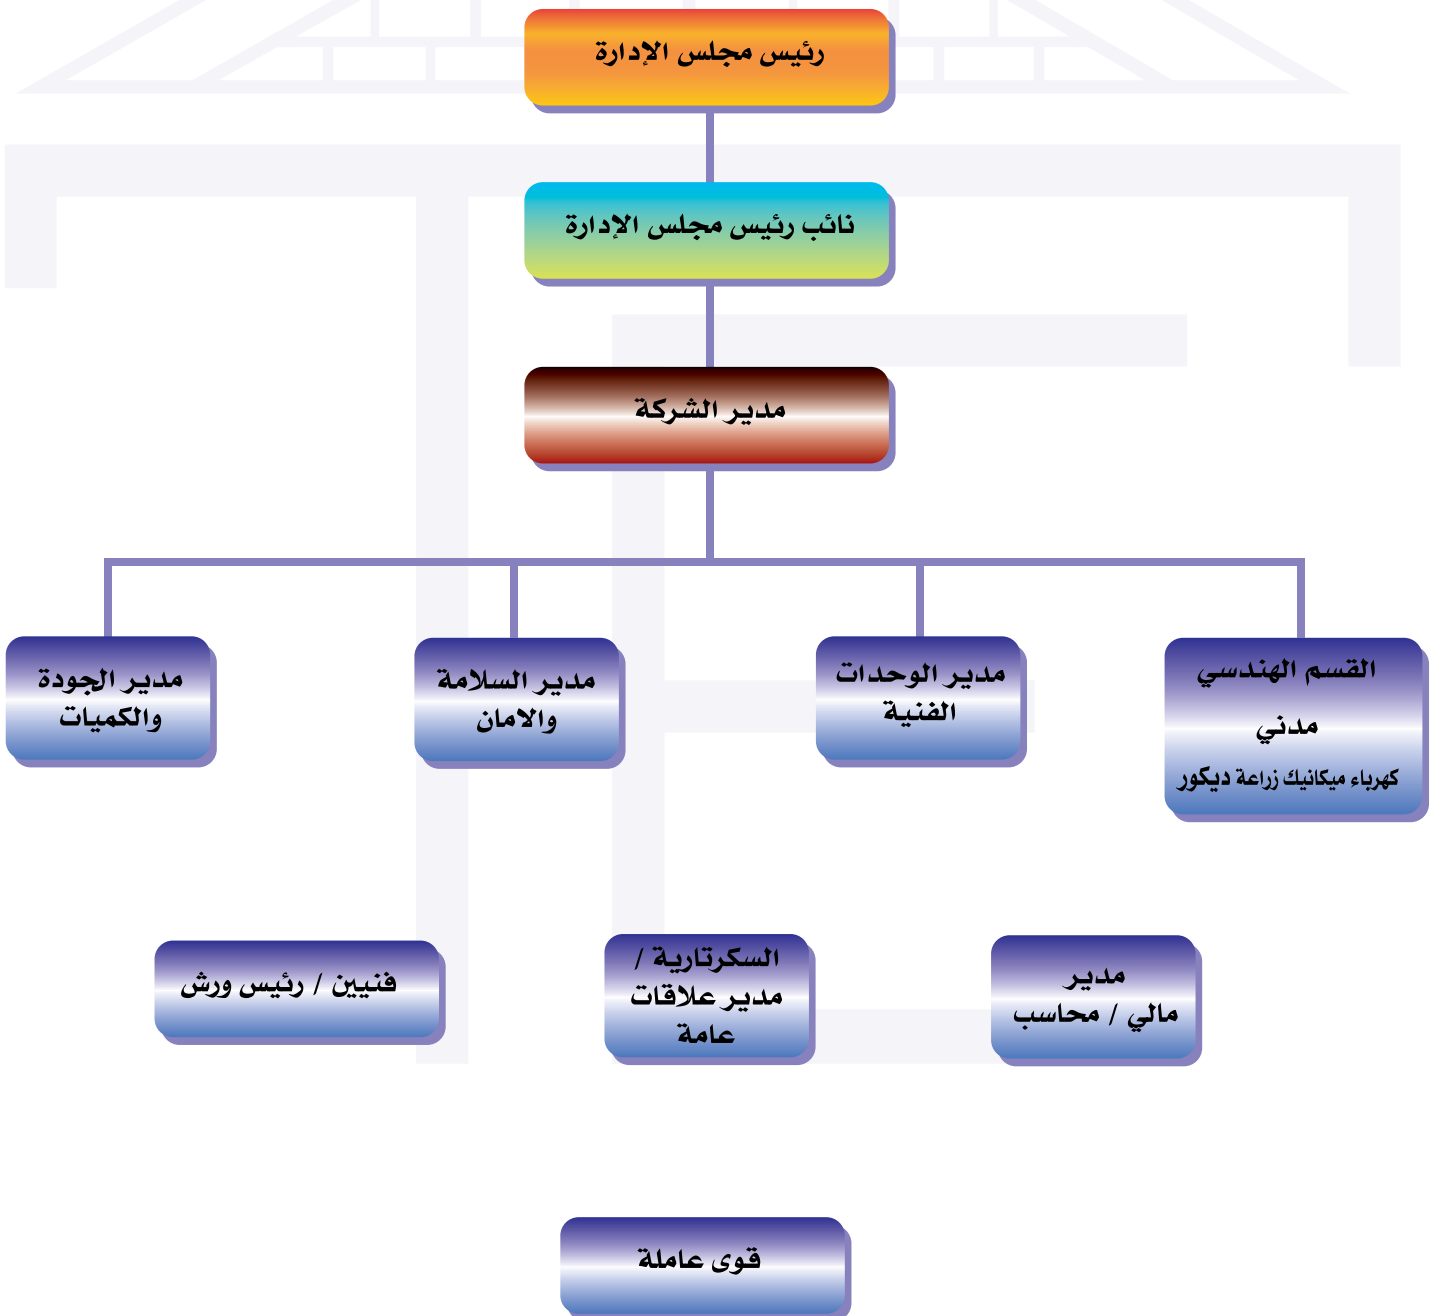 رئيس مجلس الإدارة
نائب رئيس مجلس الإدارة
مدير الشركة
القسم الهندسي
مدني
كهرباء ميكانيك زراعة ديكور
مدير الوحدات
الفنية
مدير السلامة
والامان
مدير الجودة
والكميات
مدير
مالي / محاسب
السكرتارية /
مدير علاقات
عامة
فنيين / رئيس ورش
قوى عاملة